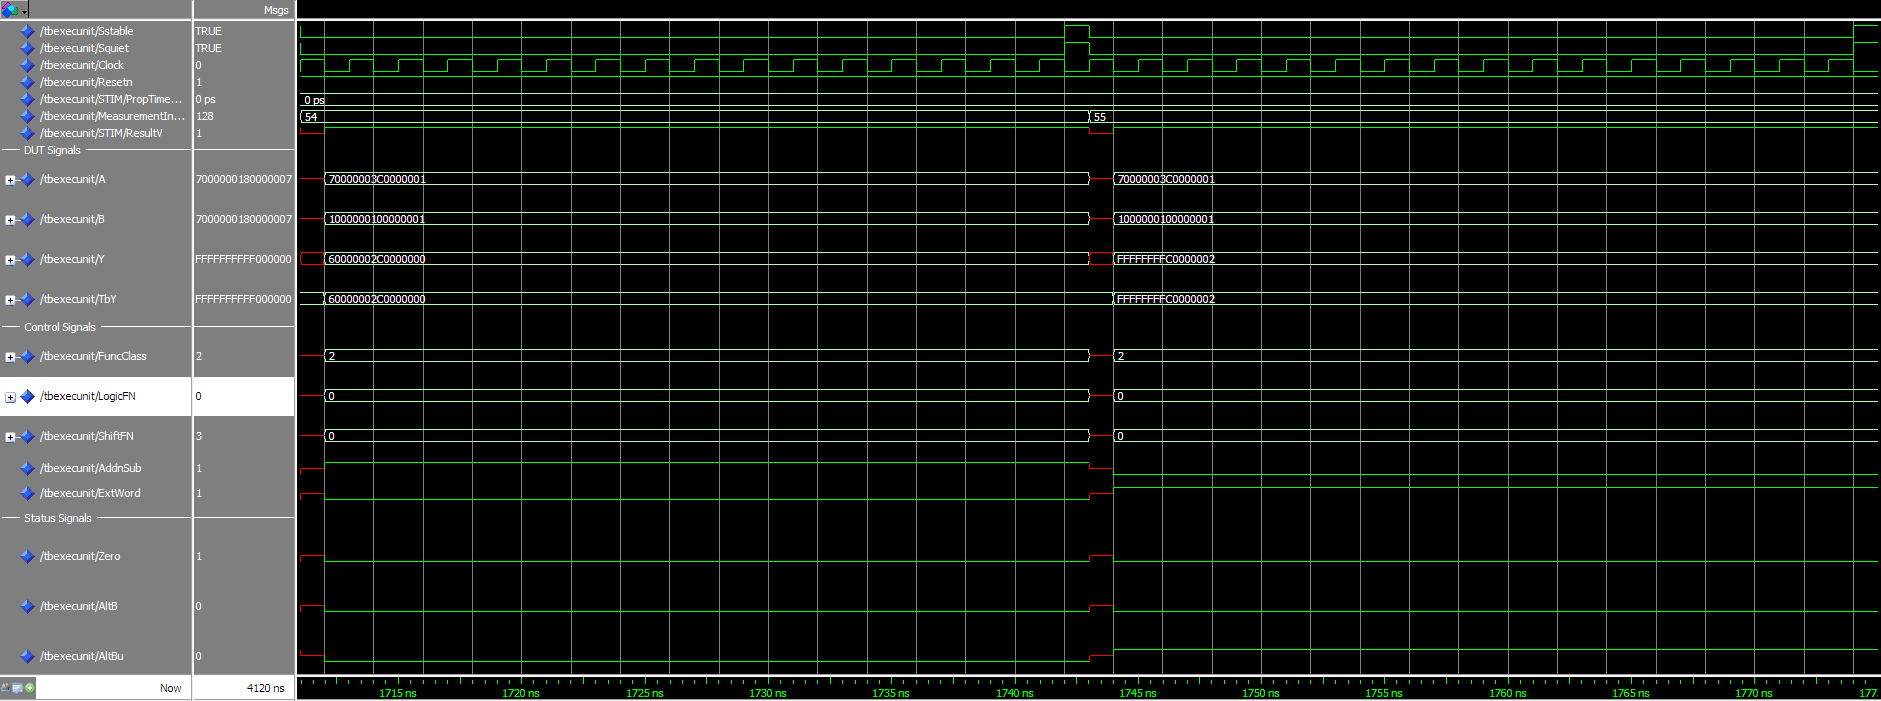 Msgs
/tbexecunit/Sstable TRUE
/tbexecunit/Squiet TRUE
/tbexecunit/Clock 0
/tbexecunit/Resetn 1
/tbexecunit/STIM/PropTime... 0 ps 0 ps
/tbexecunit/MeasurementIn... 128 54 55
/tbexecunit/STIM/ResultV 1
DUT Signals
/tbexecunit/A 7000000180000007 70000003C0000001 70000003C0000001
/tbexecunit/B 7000000180000007 1000000100000001 1000000100000001
/tbexecunit/Y FFFFFFFFFF000000 60000002C0000000 FFFFFFFFC0000002
/tbexecunit/TbY FFFFFFFFFF000000 60000002C0000000 FFFFFFFFC0000002
Control Signals
/tbexecunit/FuncClass 2 2 2
/tbexecunit/LogicFN 0 0 0
/tbexecunit/ShiftFN 3 0 0
/tbexecunit/AddnSub 1
/tbexecunit/ExtWord 1
Status Signals
/tbexecunit/Zero 1
/tbexecunit/AltB 0
/tbexecunit/AltBu 0
Now 4120 ns 1715 ns 1720 ns 1725 ns 1730 ns 1735 ns 1740 ns 1745 ns 1750 ns 1755 ns 1760 ns 1765 ns 1770 ns 177